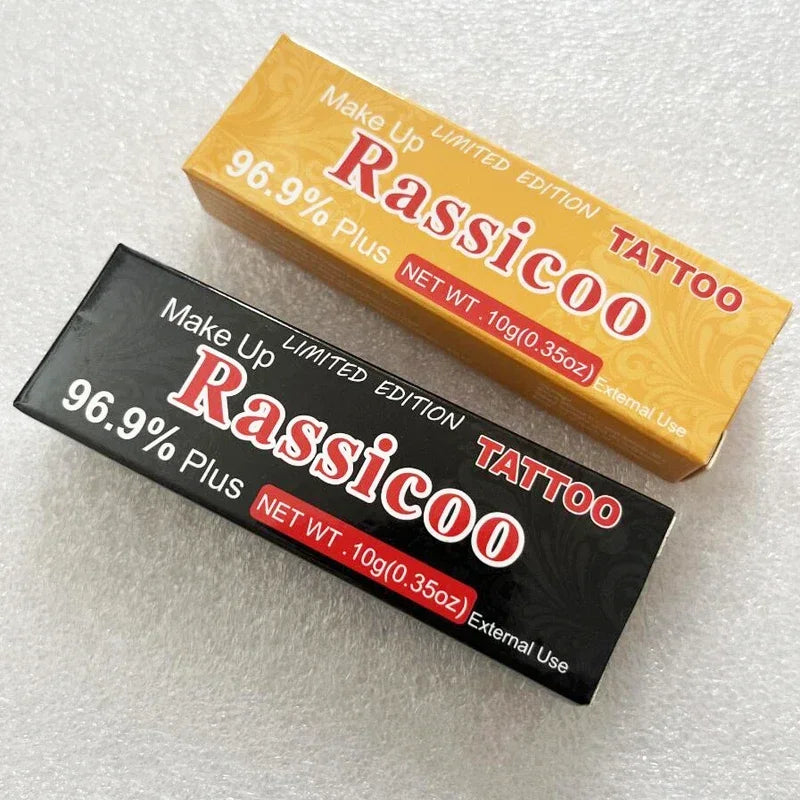 Make Up
LIMITED EDITION
Rassicoo
TATTOO
96.9% Plus
NET WT . 10g(0.35oz)
External Use
Make Up
LIMITED EDITION
Rassicoo
TATTOO
96.9% Plus
NET WT . 10g(0.35oz)
External Use